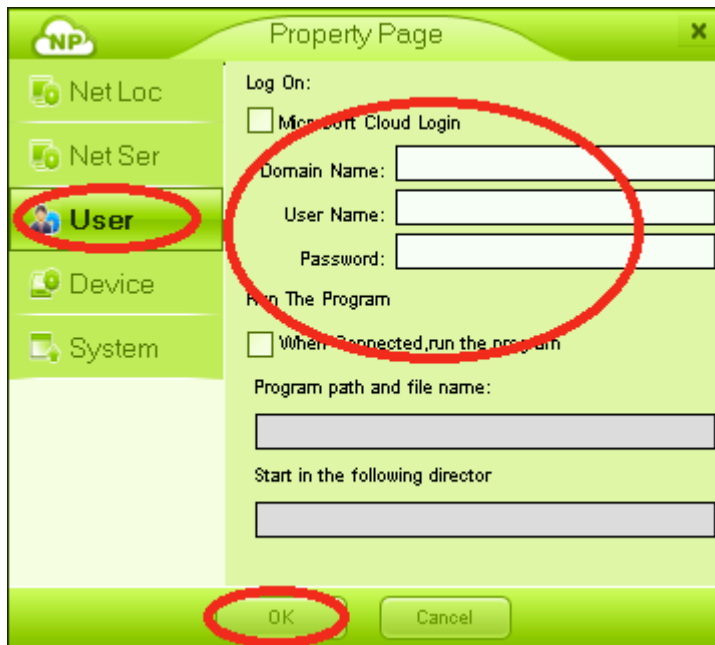 NP
Property Page
Net Loc
Net Ser
User
Device
System
Log On:
Microsoft Cloud Login
Domain Name:
User Name:
Password:
Run The Program
When Connected,run the program
Program path and file name:
Start in the following director
OK
Cancel